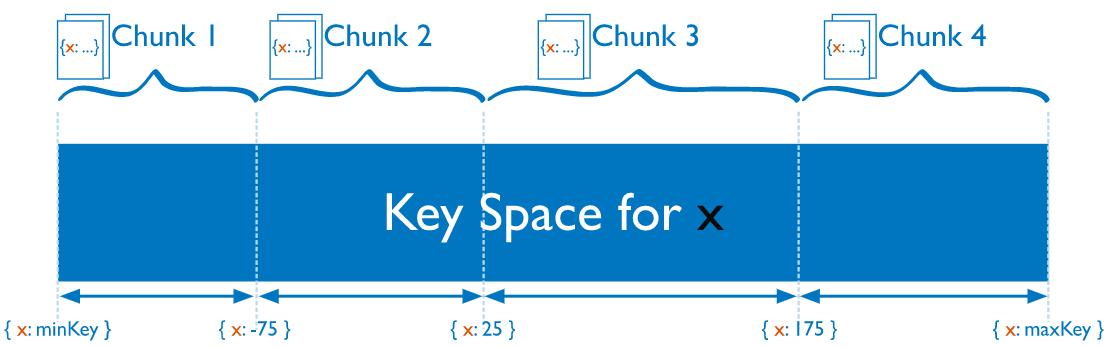 {x: ...} Chunk 1
{x: ...} Chunk 2
{x: ...} Chunk 3
{x: ...} Chunk 4
Key Space for x
{ x: minKey }
{ x: -75 }
{ x: 25 }
{ x: 175 }
{ x: maxKey }